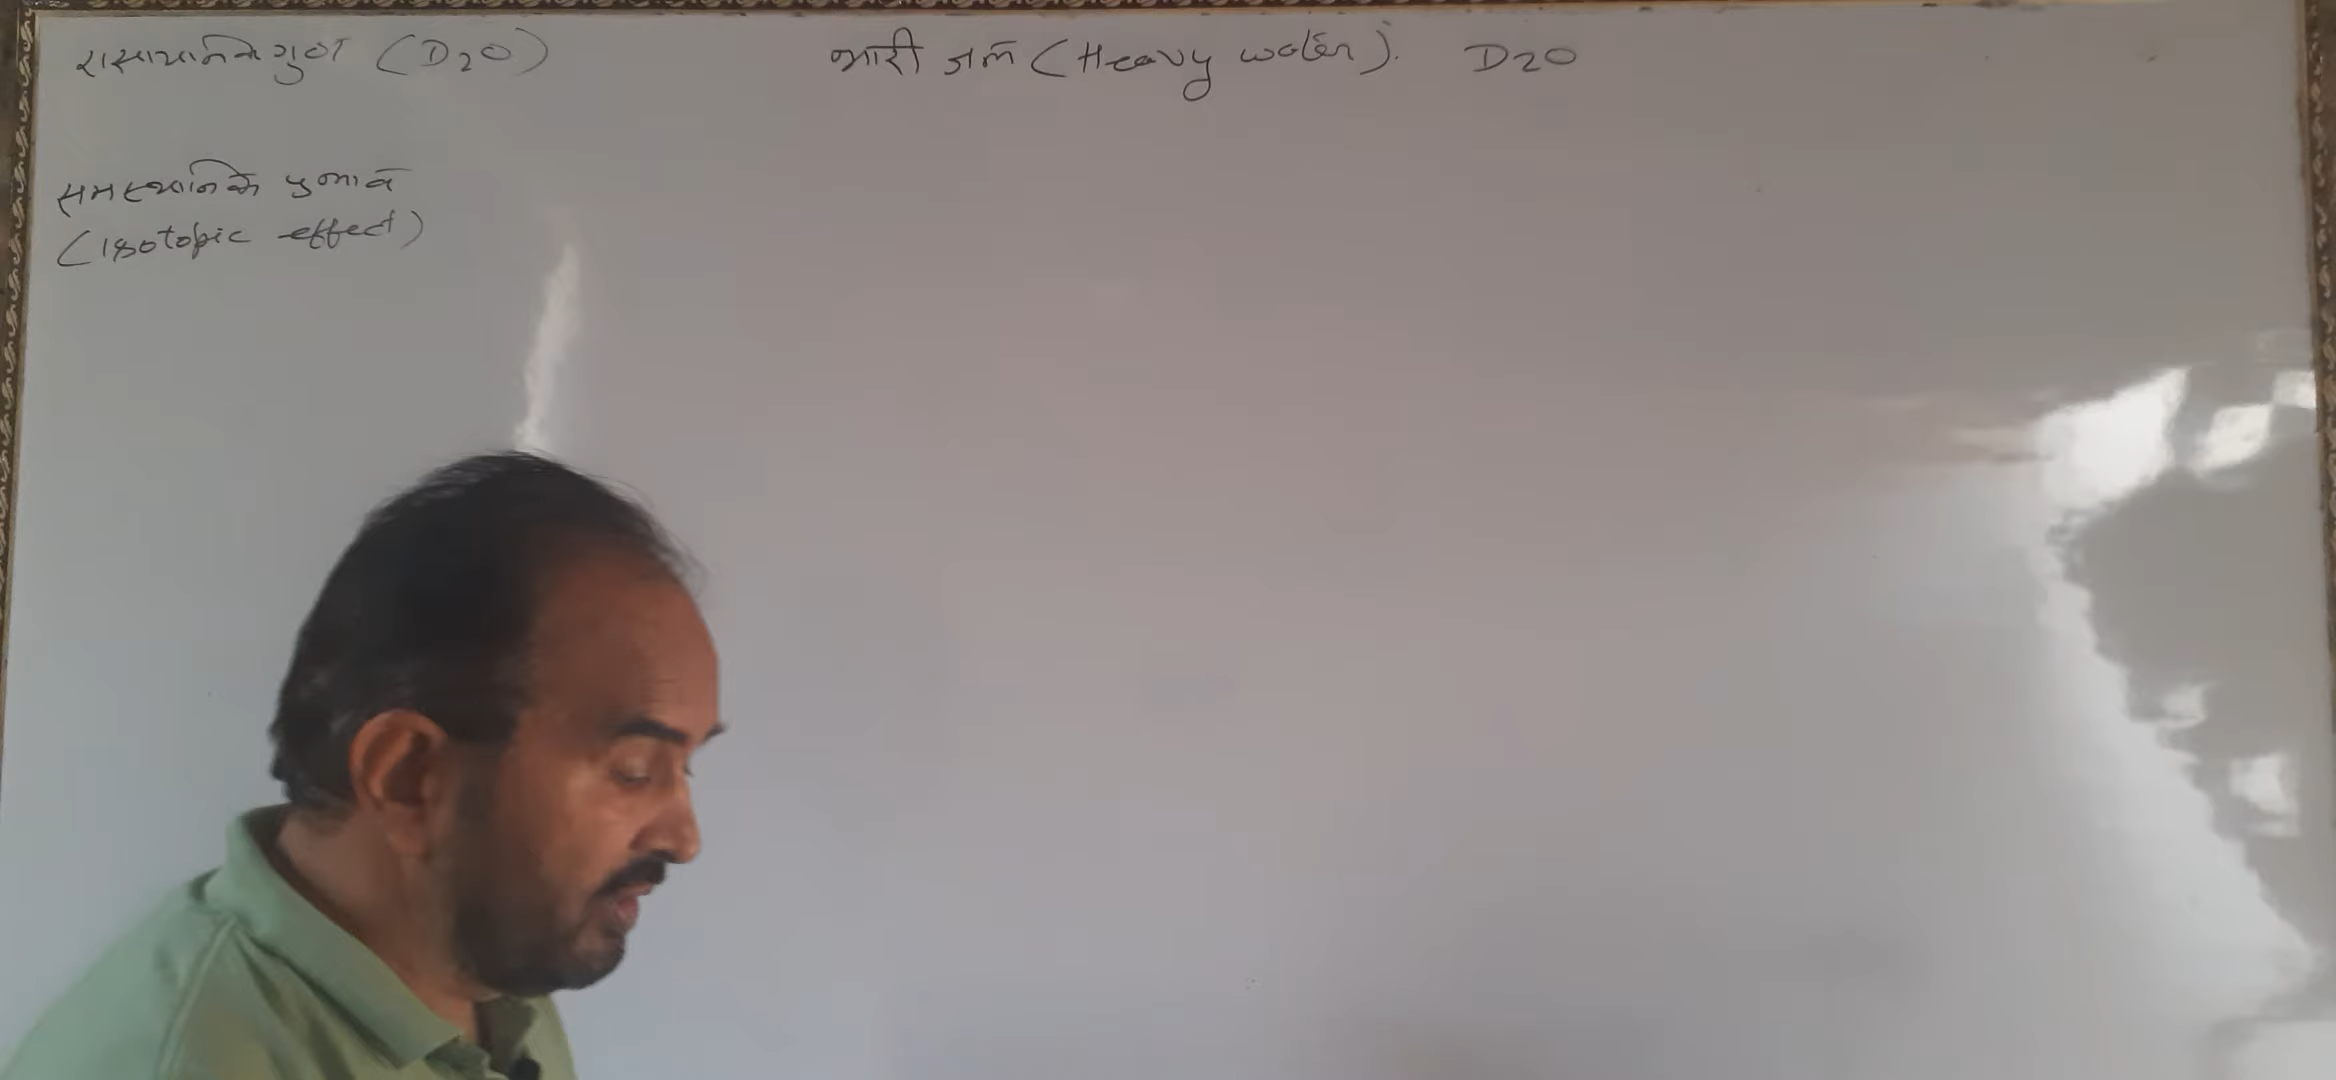 रासायनिक गुण (D2O)
भारी जल (Heavy water). D2O
समस्थानिक प्रभाव
(Isotopic effect)